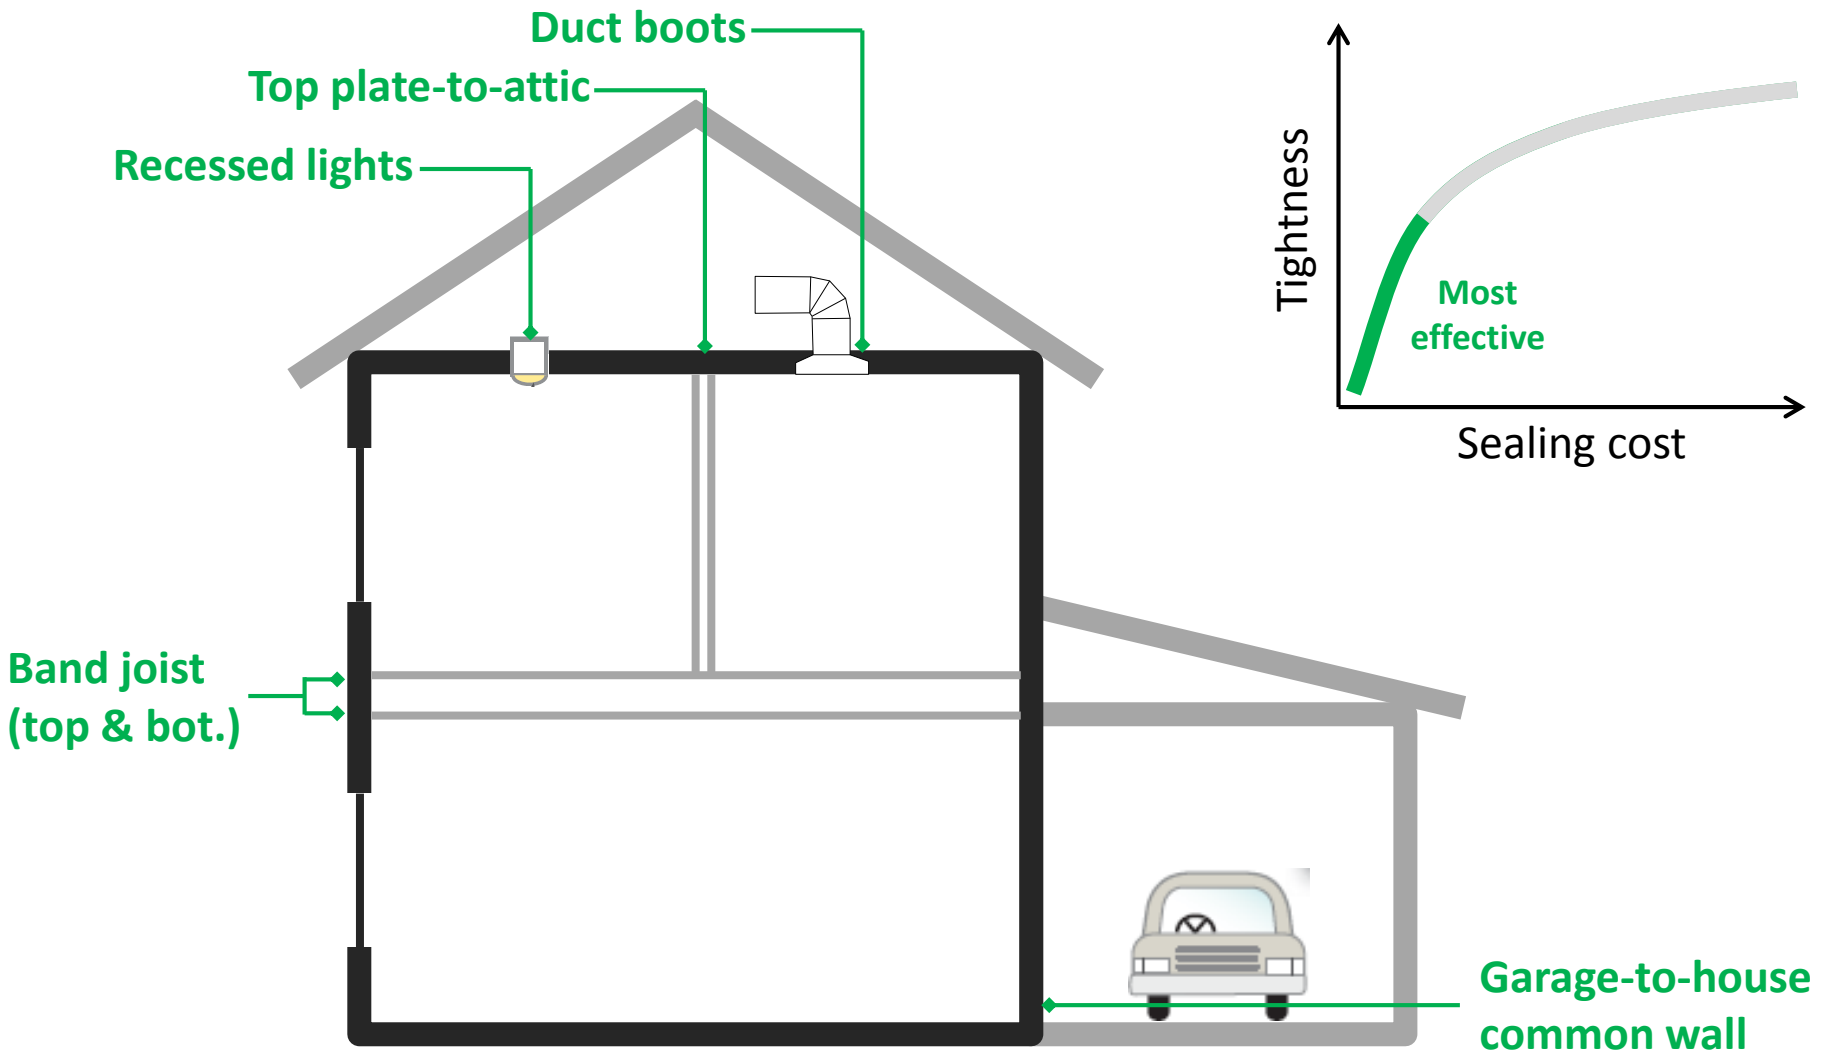 Duct boots
Top plate-to-attic
Recessed lights
Tightness
Most
effective
Sealing cost
Band joist
(top & bot.)
Garage-to-house
common wall